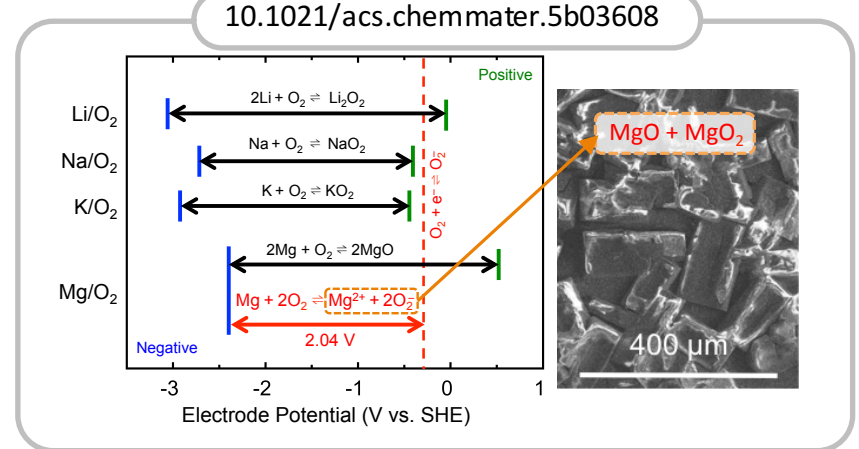 10.1021/acs.chemmater.5b03608
Positive
Li/O₂
2Li + O₂ ⇌ Li₂O₂
Na/O₂
Na + O₂ ⇌ NaO₂
K/O₂
K + O₂ ⇌ KO₂
O₂ + e⁻ ⇌ O₂⁻
Mg/O₂
2Mg + O₂ ⇌ 2MgO
Mg + 2O₂ ⇌ Mg²⁺ + 2O₂⁻
2.04 V
Negative
-3 -2 -1 0 1
Electrode Potential (V vs. SHE)
MgO + MgO₂
400 µm